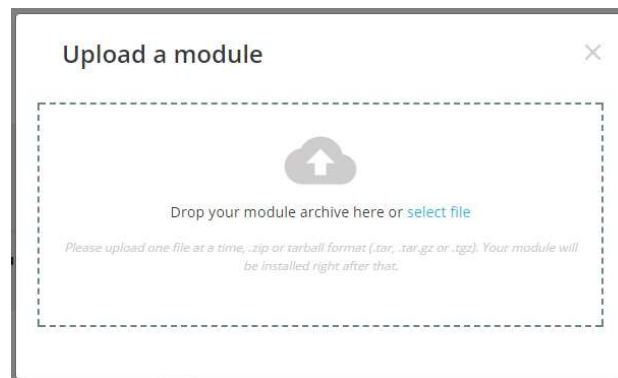 Upload a module
Drop your module archive here or select file
Please upload one file at a time, .zip or tarball format (.tar, .tar.gz or .tgz). Your module will
be installed right after that.